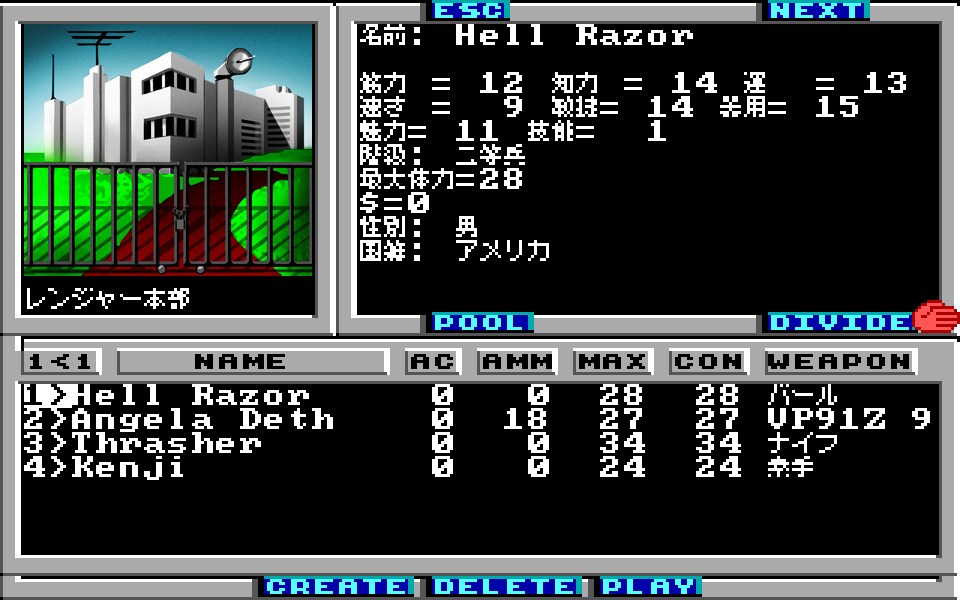 ESC NEXT
名前: Hell Razor
筋力 = 12 知力 = 14 運 = 13
速さ = 9 敏捷= 14 器用= 15
魅力= 11 技能= 1
階級: 二等兵
最大体力=28
$=0
性別: 男
国籍: アメリカ
レンジャー本部
POOL DIVIDE
1<1 NAME AC AMM MAX CON WEAPON
1>Hell Razor 0 0 28 28 バール
2>Angela Deth 0 18 27 27 VP91Z 9
3>Thrasher 0 0 34 34 ナイフ
4>Kenji 0 0 24 24 素手
CREATE DELETE PLAY